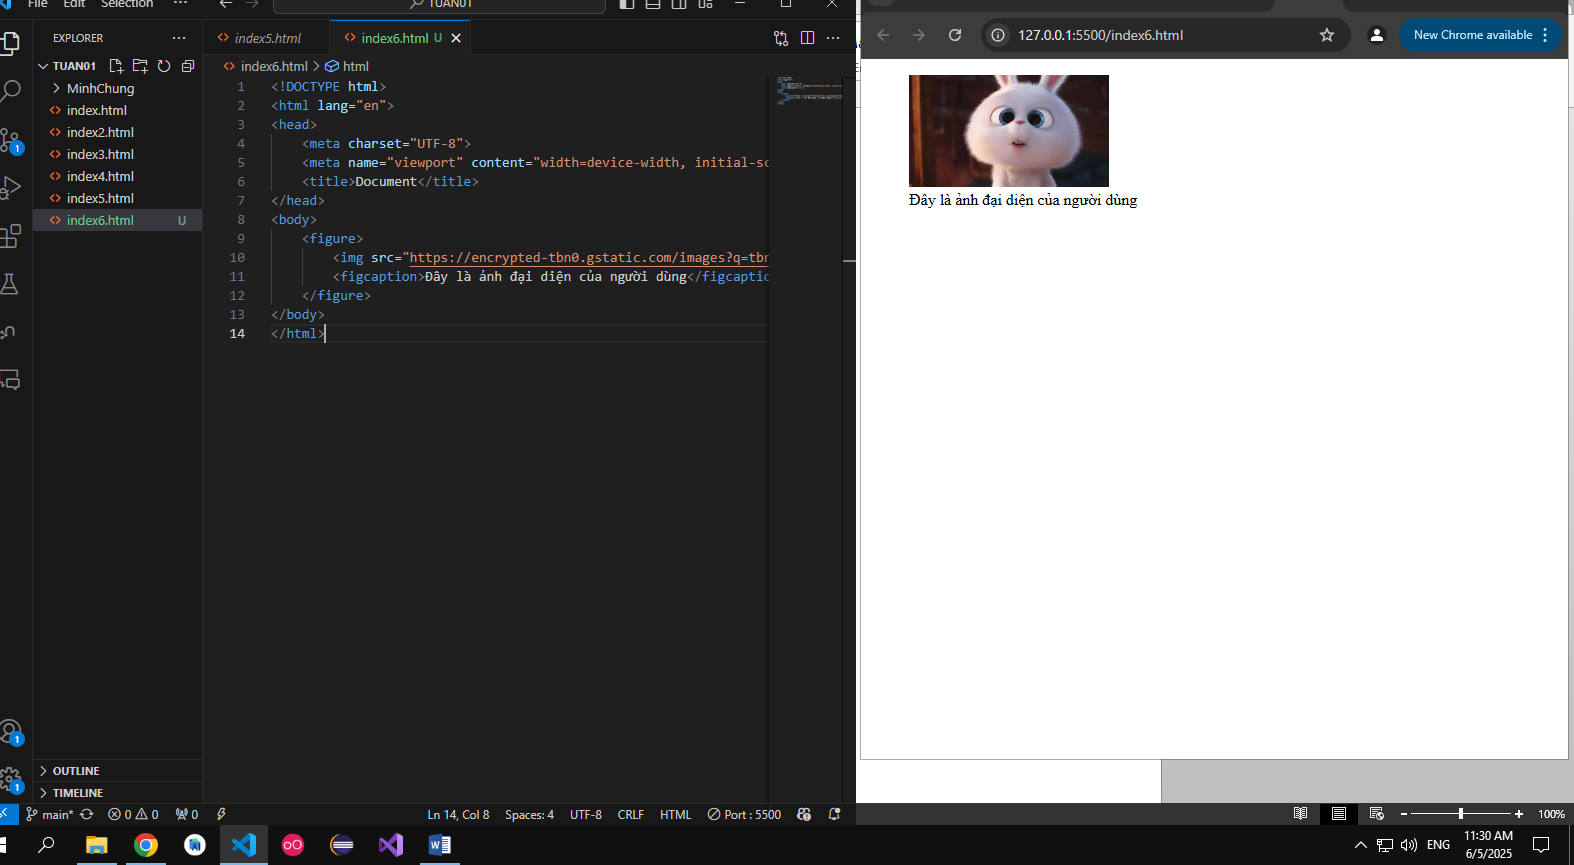 File Edit Selection ··· TUAN01
EXPLORER ···
TUAN01
MinhChung
index.html
index2.html
index3.html
index4.html
index5.html
index6.html U
OUTLINE
TIMELINE
index5.html index6.html U
index6.html > html
1 <!DOCTYPE html>
2 <html lang="en">
3 <head>
4 <meta charset="UTF-8">
5 <meta name="viewport" content="width=device-width, initial-sc
6 <title>Document</title>
7 </head>
8 <body>
9 <figure>
10 <img src="https://encrypted-tbn0.gstatic.com/images?q=tbn
11 <figcaption>Đây là ảnh đại diện của người dùng</figcaptio
12 </figure>
13 </body>
14 </html>
main* 0 0 0 Ln 14, Col 8 Spaces: 4 UTF-8 CRLF HTML Port : 5500
127.0.0.1:5500/index6.html New Chrome available
Đây là ảnh đại diện của người dùng
100%
ENG 11:30 AM
6/5/2025